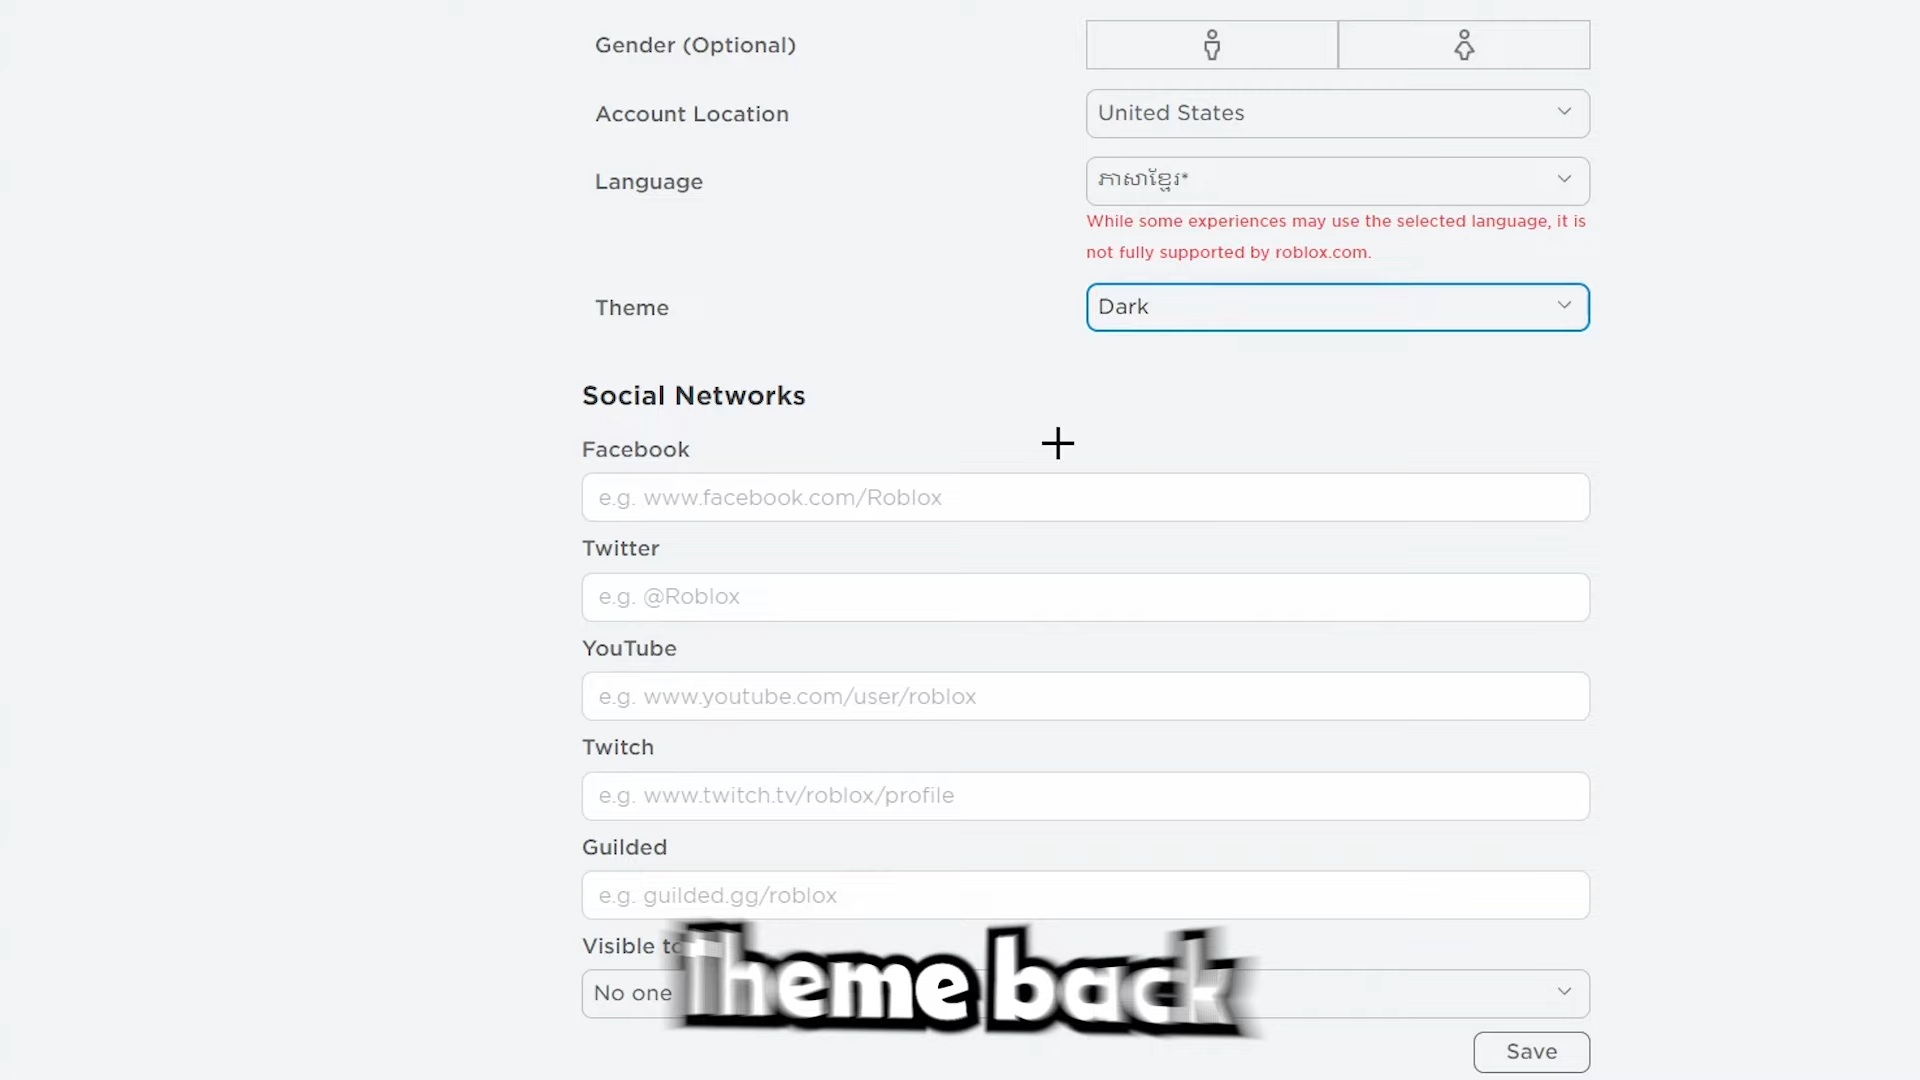 Gender (Optional)
Account Location
United States
Language
ភាសាខ្មែរ*
While some experiences may use the selected language, it is
not fully supported by roblox.com.
Theme
Dark
Social Networks
Facebook
e.g. www.facebook.com/Roblox
Twitter
e.g. @Roblox
YouTube
e.g. www.youtube.com/user/roblox
Twitch
e.g. www.twitch.tv/roblox/profile
Guilded
e.g. guilded.gg/roblox
Visible to
No one
Theme back
Save